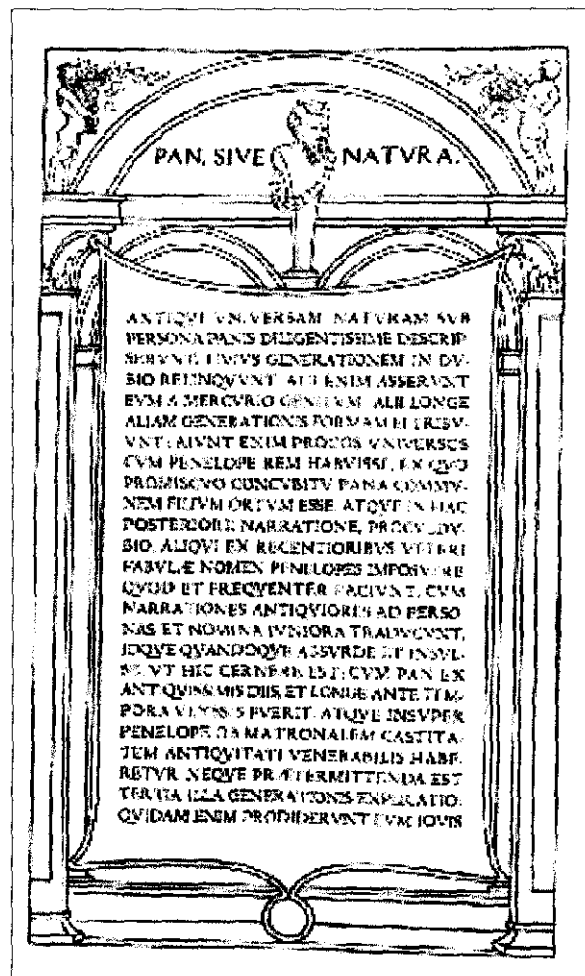 PAN, SIVE NATVRA.
ANTIQVI VNIVERSAM NATVRAM SVB
PERSONA PANIS DILIGENTISSIME DESCRIP-
SERVNT. HVIVS GENERATIONEM IN DV-
BIO RELINQVVNT. ALII ENIM ASSERVNT
EVM A MERCVRIO GENITVM. ALII LONGE
ALIAM GENERATIONIS FORMAM EI TRIBV-
VNT; AIVNT ENIM PROCOS VNIVERSOS
CVM PENELOPE REM HABVISSE, EX QVO
PROMISCVO CONCVBITV PANA COMMV-
NEM FILIVM ORTVM ESSE. ATQVE IN HAC
POSTERIORE NARRATIONE, PROCVLDV-
BIO, ALIQVI EX RECENTIORIBVS VETERI
FABVLÆ NOMEN PENELOPES IMPOSVERE
QVOD ET FREQVENTER FACIVNT, CVM
NARRATIONES ANTIQVIORES AD PERSO
NAS ET NOMINA IVNIORA TRADVCVNT,
IDQVE QVANDOQVE ABSVRDE ET INSVL-
SE, VT HIC CERNERE EST; CVM PAN EX
ANTIQVISSIMIS DIIS, ET LONGE ANTE TEM-
PORA VLYSSIS FVERIT, ATQVE INSVPER
PENELOPE OB MATRONALEM CASTITA-
TEM ANTIQVITATI VENERABILIS HABE-
RETVR. NEQVE PRÆTERMITTENDA EST
TERTIA ILLA GENERATIONIS EXPLICATIO:
QVIDAM ENIM PRODIDERVNT EVM IOVIS